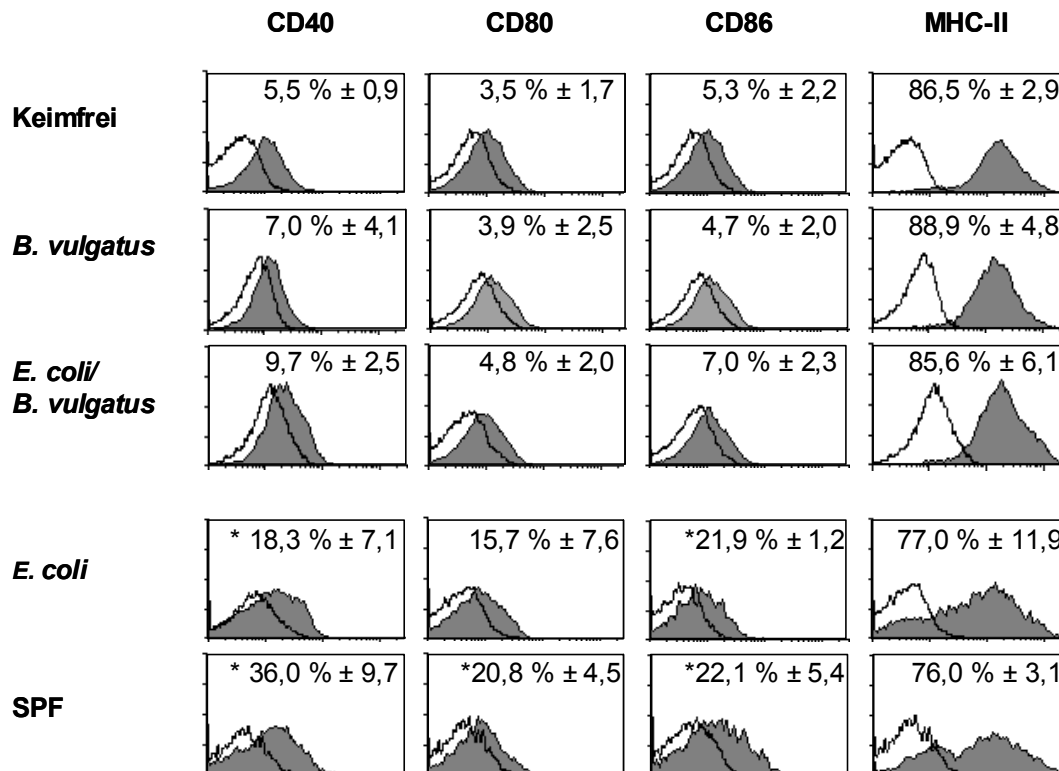 CD40 CD80 CD86 MHC-II
Keimfrei 5,5 % ± 0,9 3,5 % ± 1,7 5,3 % ± 2,2 86,5 % ± 2,9
B. vulgatus 7,0 % ± 4,1 3,9 % ± 2,5 4,7 % ± 2,0 88,9 % ± 4,8
E. coli/
B. vulgatus 9,7 % ± 2,5 4,8 % ± 2,0 7,0 % ± 2,3 85,6 % ± 6,1
E. coli * 18,3 % ± 7,1 15,7 % ± 7,6 *21,9 % ± 1,2 77,0 % ± 11,9
SPF * 36,0 % ± 9,7 *20,8 % ± 4,5 *22,1 % ± 5,4 76,0 % ± 3,1